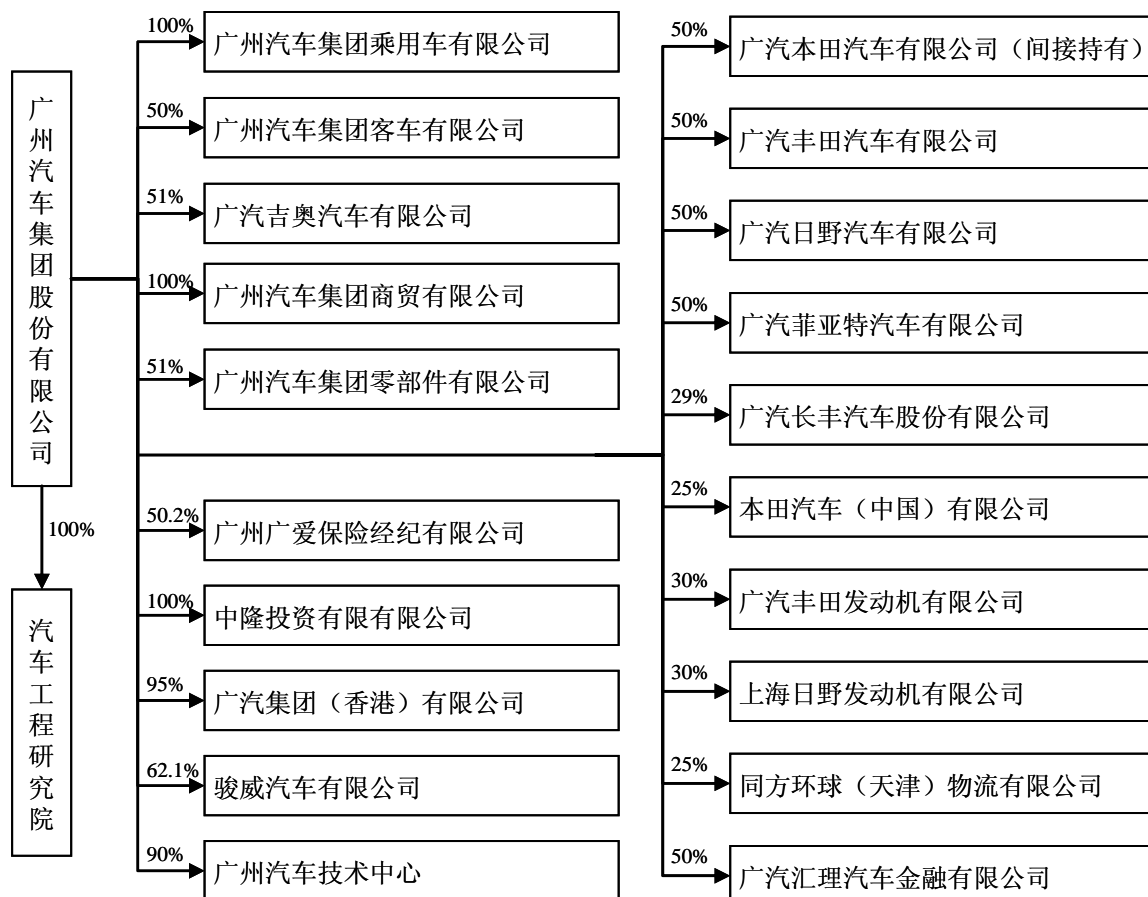 广州汽车集团股份有限公司
100%
汽车工程研究院
100%
广州汽车集团乘用车有限公司
50%
广州汽车集团客车有限公司
51%
广汽吉奥汽车有限公司
100%
广州汽车集团商贸有限公司
51%
广州汽车集团零部件有限公司
50.2%
广州广爱保险经纪有限公司
100%
中隆投资有限有限公司
95%
广汽集团（香港）有限公司
62.1%
骏威汽车有限公司
90%
广州汽车技术中心
50%
广汽本田汽车有限公司（间接持有）
50%
广汽丰田汽车有限公司
50%
广汽日野汽车有限公司
50%
广汽菲亚特汽车有限公司
29%
广汽长丰汽车股份有限公司
25%
本田汽车（中国）有限公司
30%
广汽丰田发动机有限公司
30%
上海日野发动机有限公司
25%
同方环球（天津）物流有限公司
50%
广汽汇理汽车金融有限公司